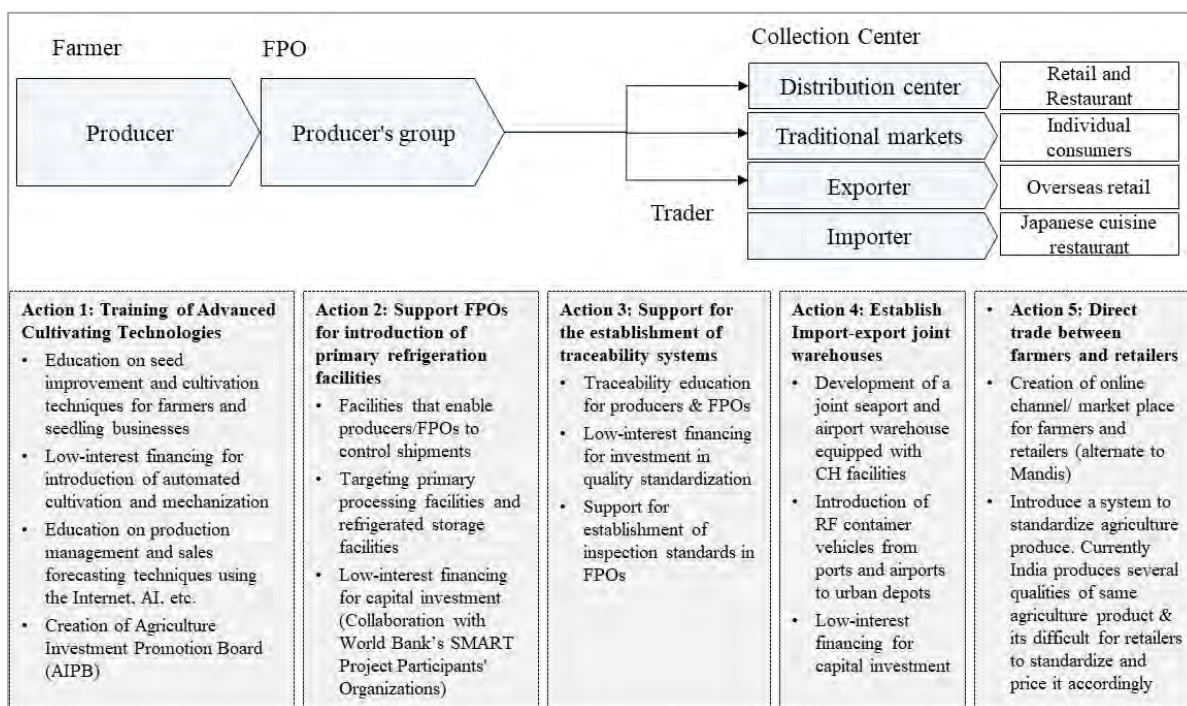 Farmer
FPO
Collection Center
Producer
Producer's group
Trader
Distribution center
Retail and
Restaurant
Traditional markets
Individual
consumers
Exporter
Overseas retail
Importer
Japanese cuisine
restaurant
Action 1: Training of Advanced
Cultivating Technologies
• Education on seed
improvement and cultivation
techniques for farmers and
seedling businesses
• Low-interest financing for
introduction of automated
cultivation and mechanization
• Education on production
management and sales
forecasting techniques using
the Internet, AI, etc.
• Creation of Agriculture
Investment Promotion Board
(AIPB)
Action 2: Support FPOs
for introduction of
primary refrigeration
facilities
• Facilities that enable
producers/FPOs to
control shipments
• Targeting primary
processing facilities and
refrigerated storage
facilities
• Low-interest financing
for capital investment
(Collaboration with
World Bank's SMART
Project Participants'
Organizations)
Action 3: Support for
the establishment of
traceability systems
• Traceability education
for producers & FPOs
• Low-interest financing
for investment in
quality standardization
• Support for
establishment of
inspection standards in
FPOs
Action 4: Establish
Import-export joint
warehouses
• Development of a
joint seaport and
airport warehouse
equipped with
CH facilities
• Introduction of
RF container
vehicles from
ports and airports
to urban depots
• Low-interest
financing for
capital investment
• Action 5: Direct
trade between
farmers and retailers
• Creation of online
channel/ market place
for farmers and
retailers (alternate to
Mandis)
• Introduce a system to
standardize agriculture
produce. Currently
India produces several
qualities of same
agriculture product &
its difficult for retailers
to standardize and
price it accordingly